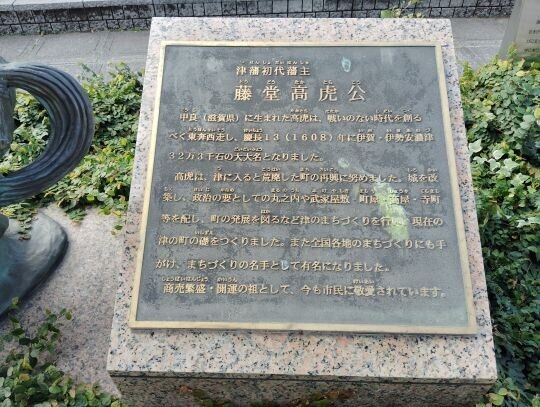 津藩初代藩主
藤堂高虎公
甲良（滋賀県）に生まれた高虎は、戦いのない時代を創る
べく東奔西走し、慶長13（1608）年に伊賀・伊勢安濃津
32万3千石の大大名となりました。
高虎は、津に入ると荒廃した町の再興に努めました。城を改
築し、政治の要としての丸之内や武家屋敷、町屋・商屋・寺町
等を配し、町の発展を図るなど津のまちづくりを行い、現在の
津の町の礎をつくりました。また全国各地のまちづくりにも手
がけ、まちづくりの名手として有名になりました。
商売繁盛・開運の祖として、今も市民に敬愛されています。